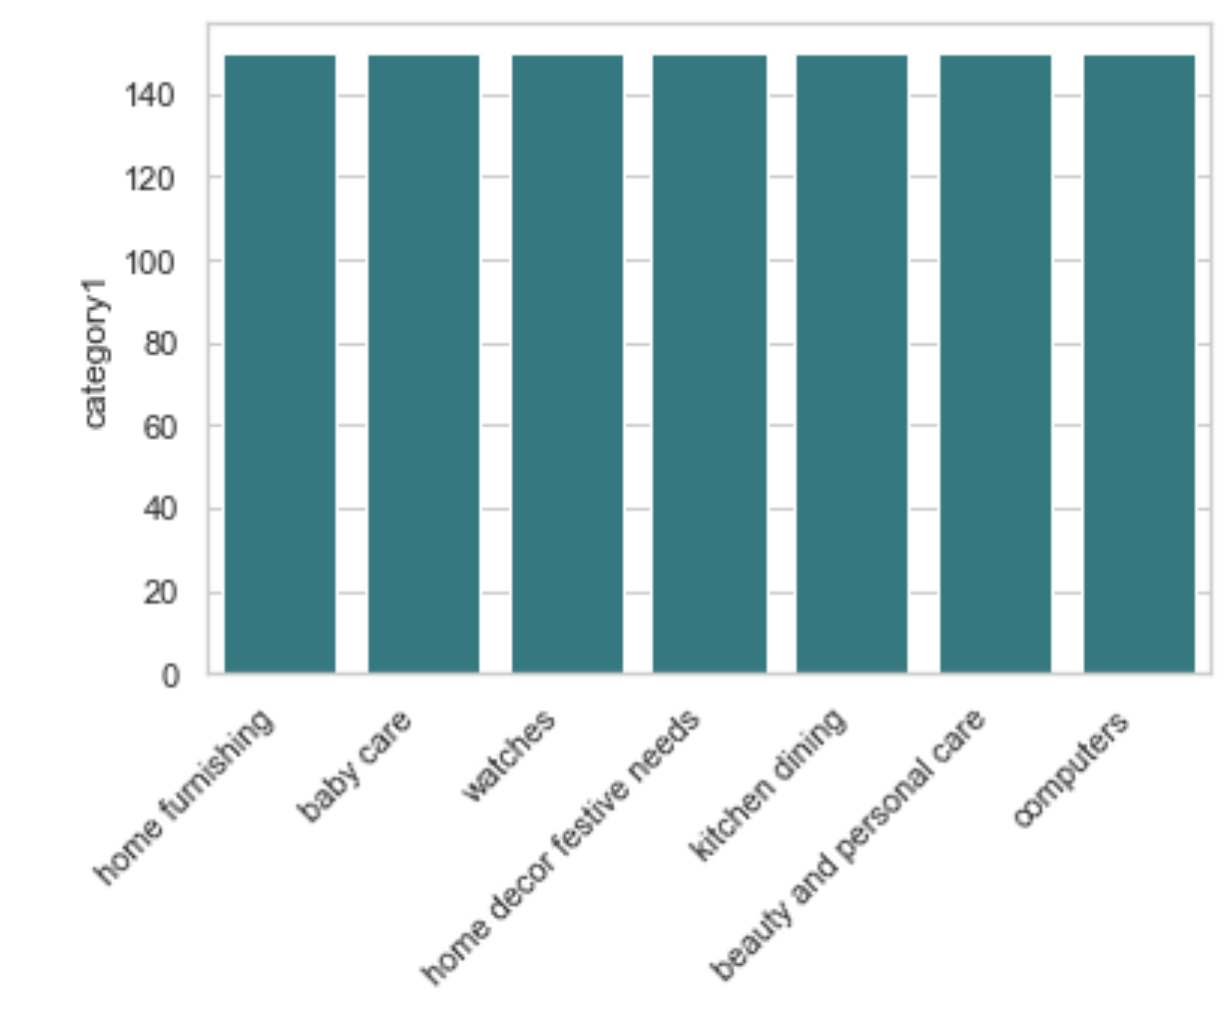 category1
140
120
100
80
60
40
20
0
home furnishing
baby care
watches
home decor festive needs
kitchen dining
beauty and personal care
computers